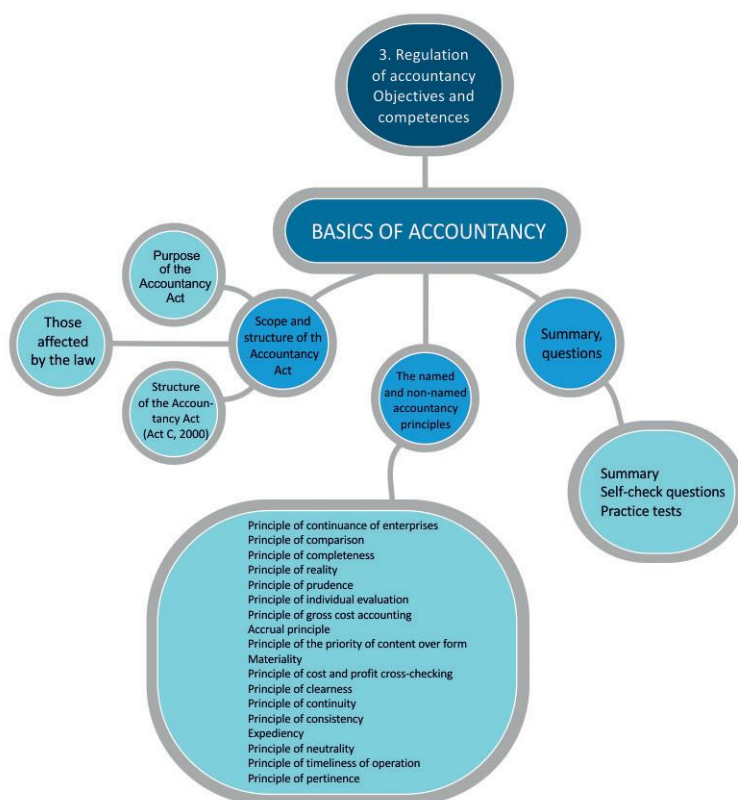 3. Regulation
of accountancy
Objectives and
competences
BASICS OF ACCOUNTANCY
Purpose
of the
Accountancy
Act
Those
affected
by the law
Scope and
structure of th
Accountancy
Act
Structure
of the Accoun-
tancy Act
(Act C, 2000)
The named
and non-named
accountancy
principles
Summary,
questions
Summary
Self-check questions
Practice tests
Principle of continuance of enterprises
Principle of comparison
Principle of completeness
Principle of reality
Principle of prudence
Principle of individual evaluation
Principle of gross cost accounting
Accrual principle
Principle of the priority of content over form
Materiality
Principle of cost and profit cross-checking
Principle of clearness
Principle of continuity
Principle of consistency
Expediency
Principle of neutrality
Principle of timeliness of operation
Principle of pertinence